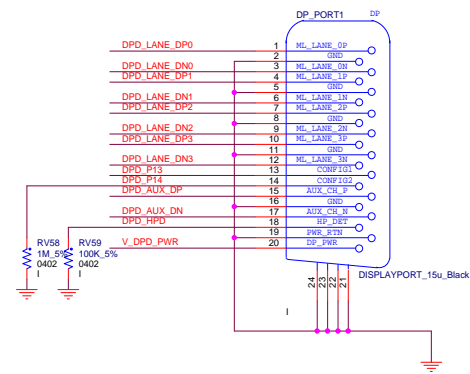 DP_PORT1 DP
DPD_LANE_DP0 1 ML_LANE_0P
2 GND
DPD_LANE_DN0 3 ML_LANE_0N
DPD_LANE_DP1 4 ML_LANE_1P
5 GND
DPD_LANE_DN1 6 ML_LANE_1N
DPD_LANE_DP2 7 ML_LANE_2P
8 GND
DPD_LANE_DN2 9 ML_LANE_2N
DPD_LANE_DP3 10 ML_LANE_3P
11 GND
DPD_LANE_DN3 12 ML_LANE_3N
DPD_P13 13 CONFIG1
DPD_P14 14 CONFIG2
DPD_AUX_DP 15 AUX_CH_P
16 GND
DPD_AUX_DN 17 AUX_CH_N
DPD_HPD 18 HP_DET
19 PWR_RTN
V_DPD_PWR 20 DP_PWR
RV58 RV59
1M_5% 100K_5%
0402 0402
I I
DISPLAYPORT_15u_Black
24 23 22 21
I